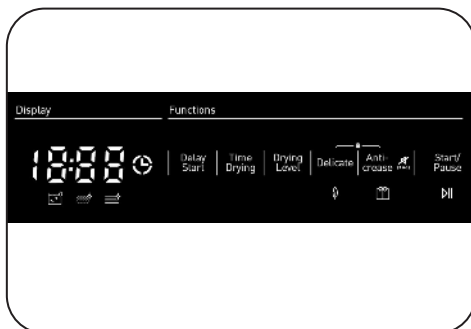 Display
Functions
18:88
Delay
Start
Time
Drying
Drying
Level
Delicate
Anti-
crease
Start/
Pause